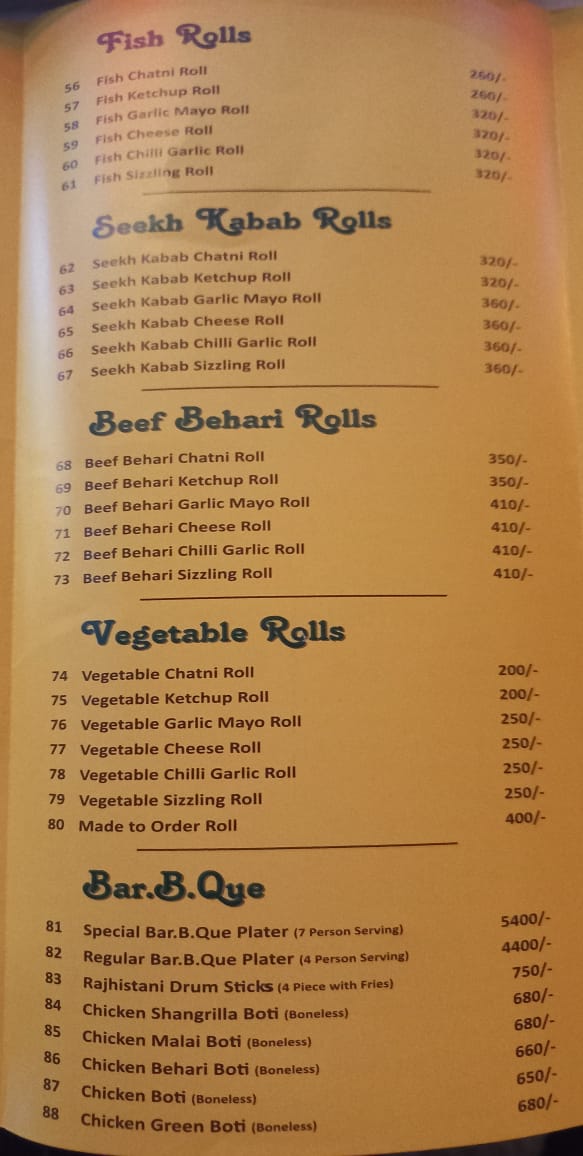 Fish Rolls
56 Fish Chatni Roll 260/-
57 Fish Ketchup Roll 260/-
58 Fish Garlic Mayo Roll 320/-
59 Fish Cheese Roll 320/-
60 Fish Chilli Garlic Roll 320/-
61 Fish Sizzling Roll 320/-
Seekh Kabab Rolls
62 Seekh Kabab Chatni Roll 320/-
63 Seekh Kabab Ketchup Roll 320/-
64 Seekh Kabab Garlic Mayo Roll 360/-
65 Seekh Kabab Cheese Roll 360/-
66 Seekh Kabab Chilli Garlic Roll 360/-
67 Seekh Kabab Sizzling Roll 360/-
Beef Behari Rolls
68 Beef Behari Chatni Roll 350/-
69 Beef Behari Ketchup Roll 350/-
70 Beef Behari Garlic Mayo Roll 410/-
71 Beef Behari Cheese Roll 410/-
72 Beef Behari Chilli Garlic Roll 410/-
73 Beef Behari Sizzling Roll 410/-
Vegetable Rolls
74 Vegetable Chatni Roll 200/-
75 Vegetable Ketchup Roll 200/-
76 Vegetable Garlic Mayo Roll 250/-
77 Vegetable Cheese Roll 250/-
78 Vegetable Chilli Garlic Roll 250/-
79 Vegetable Sizzling Roll 250/-
80 Made to Order Roll 400/-
Bar.B.Que
81 Special Bar.B.Que Plater (7 Person Serving) 5400/-
82 Regular Bar.B.Que Plater (4 Person Serving) 4400/-
83 Rajhistani Drum Sticks (4 Piece with Fries) 750/-
84 Chicken Shangrilla Boti (Boneless) 680/-
85 Chicken Malai Boti (Boneless) 680/-
86 Chicken Behari Boti (Boneless) 660/-
87 Chicken Boti (Boneless) 650/-
88 Chicken Green Boti (Boneless) 680/-